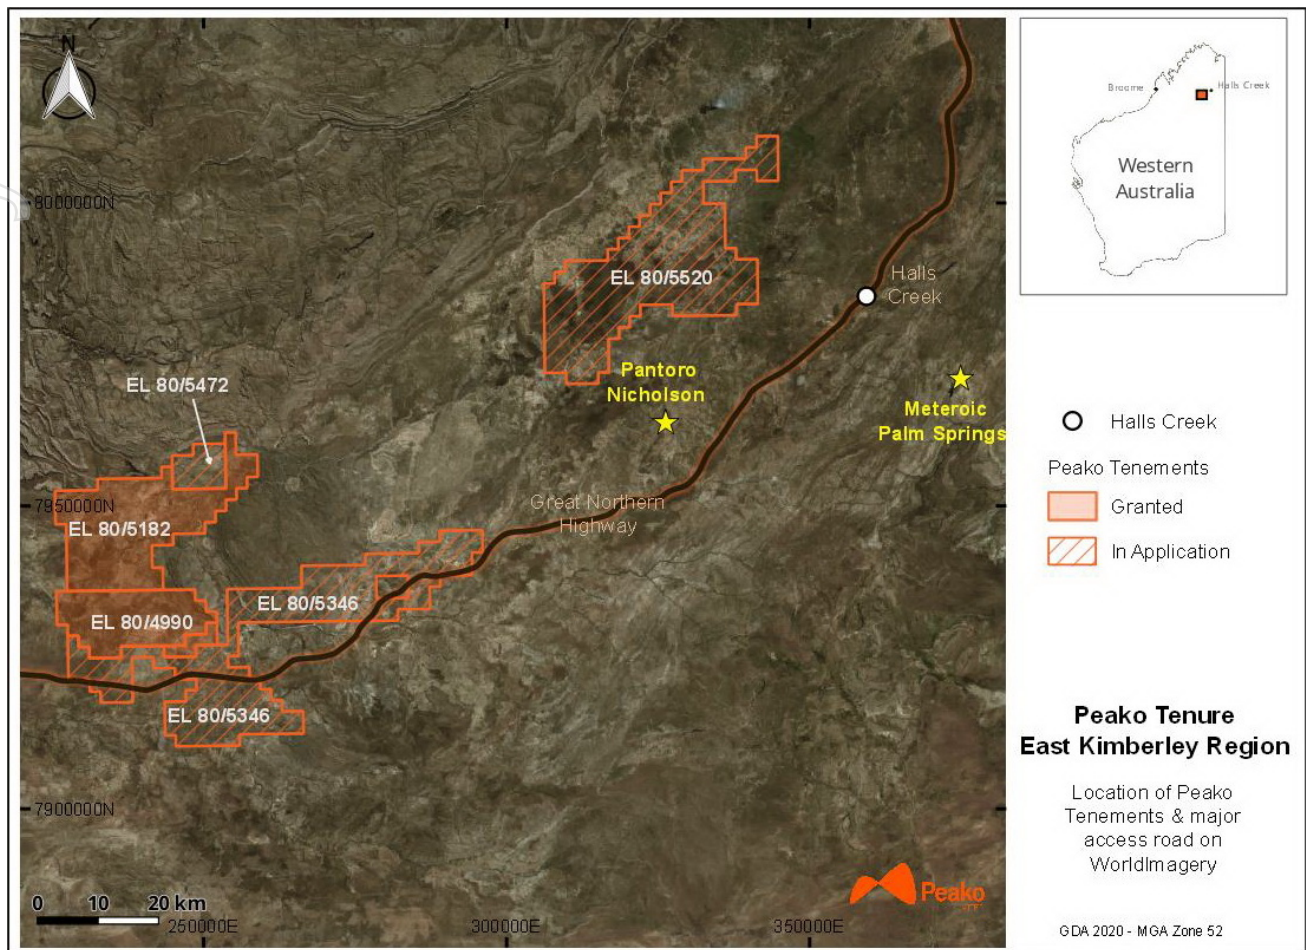 N
8000000N
7950000N
7900000N
250000E
300000E
350000E
EL 80/5520
Halls
Creek
Pantoro
Nicholson
Meteroic
Palm Springs
EL 80/5472
EL 80/5182
Great Northern
Highway
EL 80/5346
EL 80/4990
EL 80/5346
0 10 20 km
Peako
Broome
Halls Creek
Western
Australia
Halls Creek
Peako Tenements
Granted
In Application
Peako Tenure
East Kimberley Region
Location of Peako
Tenements & major
access road on
WorldImagery
GDA 2020 - MGA Zone 52